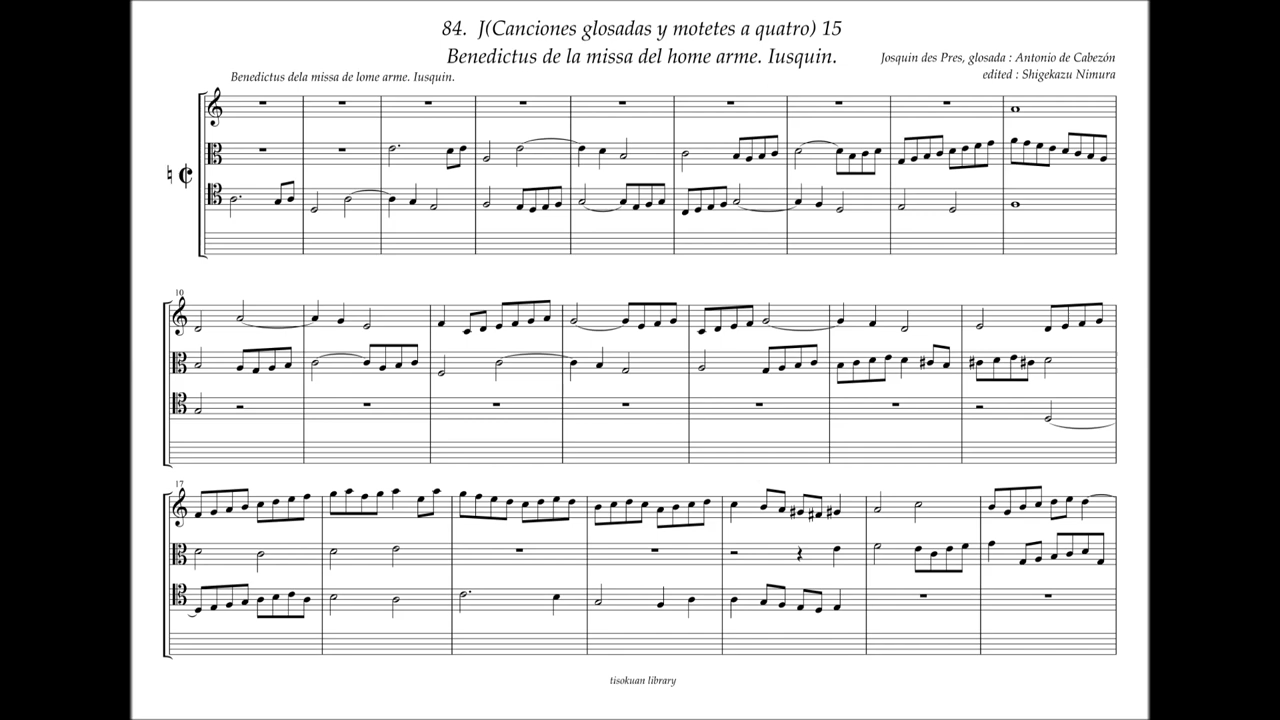 84. J(Canciones glosadas y motetes a quatro) 15
Benedictus de la missa del home arme. Iusquin.
Josquin des Pres, glosada : Antonio de Cabezón
edited : Shigekazu Nimura
Benedictus dela missa de lome arme. Iusquin.
10
17
tisokuan library